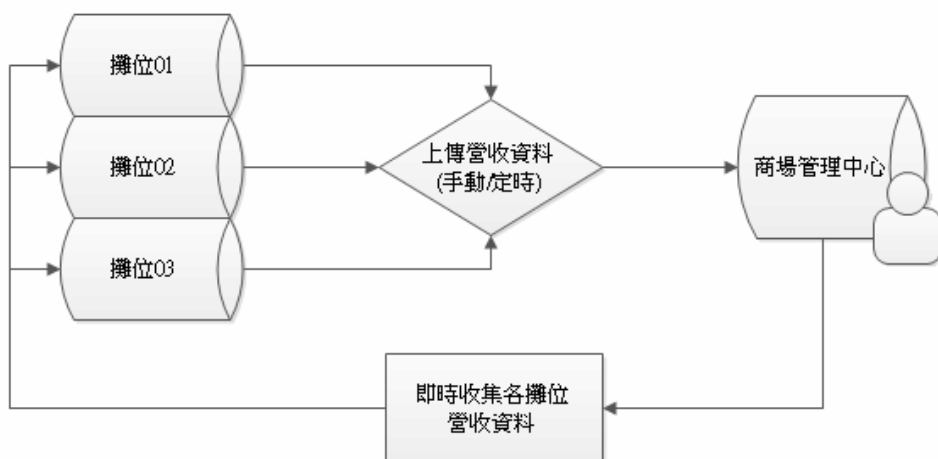 攤位01
攤位02
攤位03
上傳營收資料
(手動/定時)
商場管理中心
即時收集各攤位
營收資料